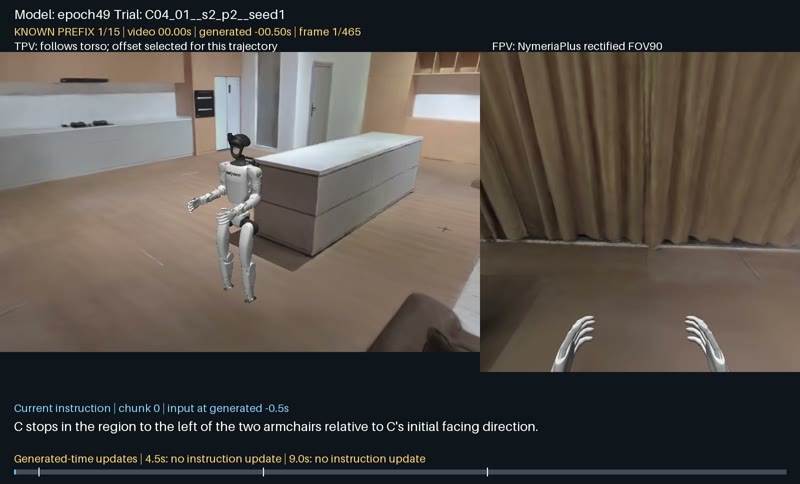 Model: epoch49 Trial: C04_01__s2_p2__seed1
KNOWN PREFIX 1/15 | video 00.00s | generated -00.50s | frame 1/465
TPV: follows torso; offset selected for this trajectory
FPV: NymeriaPlus rectified FOV90
Current instruction | chunk 0 | input at generated -0.5s
C stops in the region to the left of the two armchairs relative to C's initial facing direction.
Generated-time updates | 4.5s: no instruction update | 9.0s: no instruction update